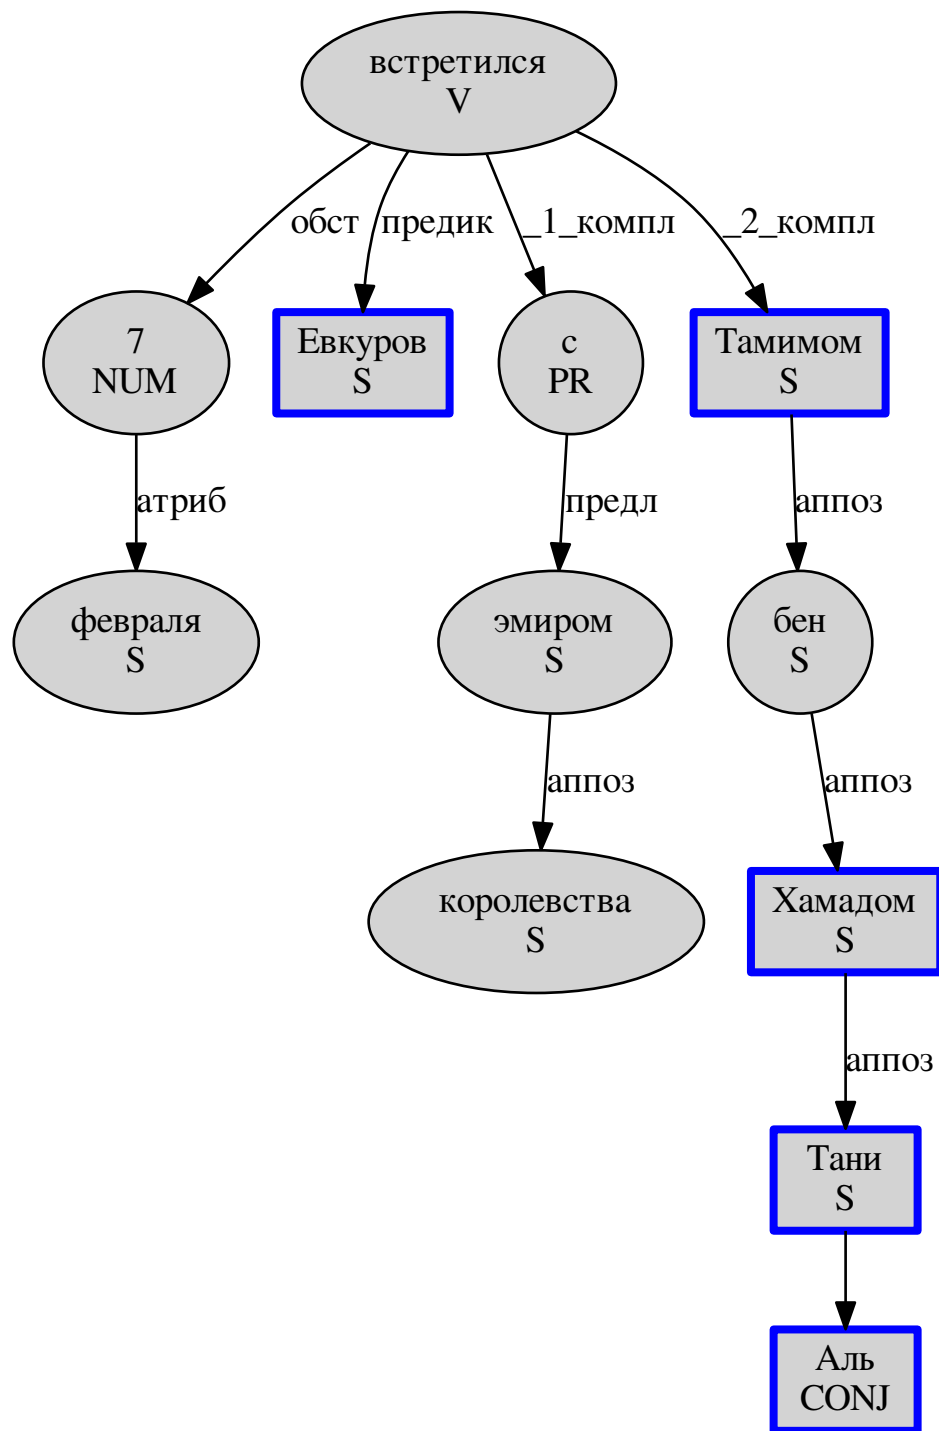 встретился
V
обст
предик
_1_компл
_2_компл
7
NUM
Евкуров
S
с
PR
Тамимом
S
атриб
предл
аппоз
февраля
S
эмиром
S
бен
S
аппоз
аппоз
королевства
S
Хамадом
S
аппоз
Тани
S
Аль
CONJ